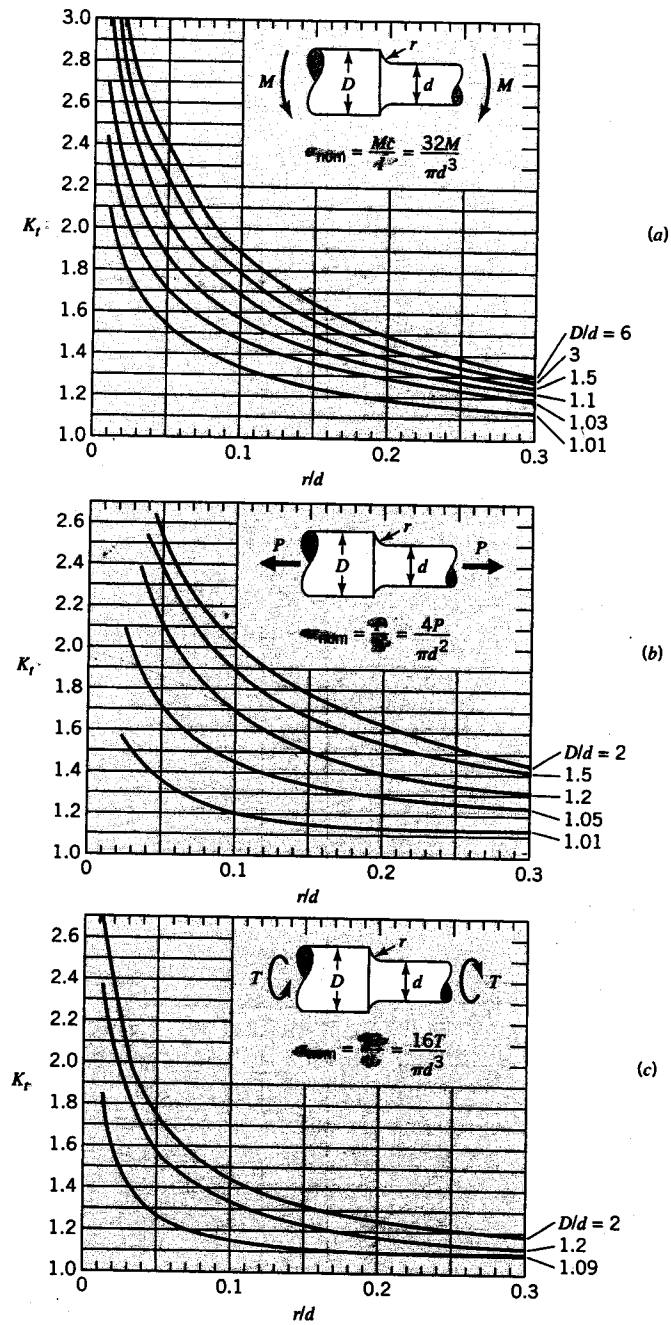 3.0
2.8
2.6
2.4
2.2
2.0
1.8
1.6
1.4
1.2
1.0
K_t
0
0.1
0.2
0.3
r/d
M
D
d
r
M
= = 32M / πd³
D/d = 6
3
1.5
1.1
1.03
1.01
(a)
2.6
2.4
2.2
2.0
1.8
1.6
1.4
1.2
1.0
K_t
0
0.1
0.2
0.3
r/d
P
D
d
r
P
= = 4P / πd²
D/d = 2
1.5
1.2
1.05
1.01
(b)
2.6
2.4
2.2
2.0
1.8
1.6
1.4
1.2
1.0
K_t
0
0.1
0.2
0.3
r/d
T
D
d
r
T
= = 16T / πd³
D/d = 2
1.2
1.09
(c)